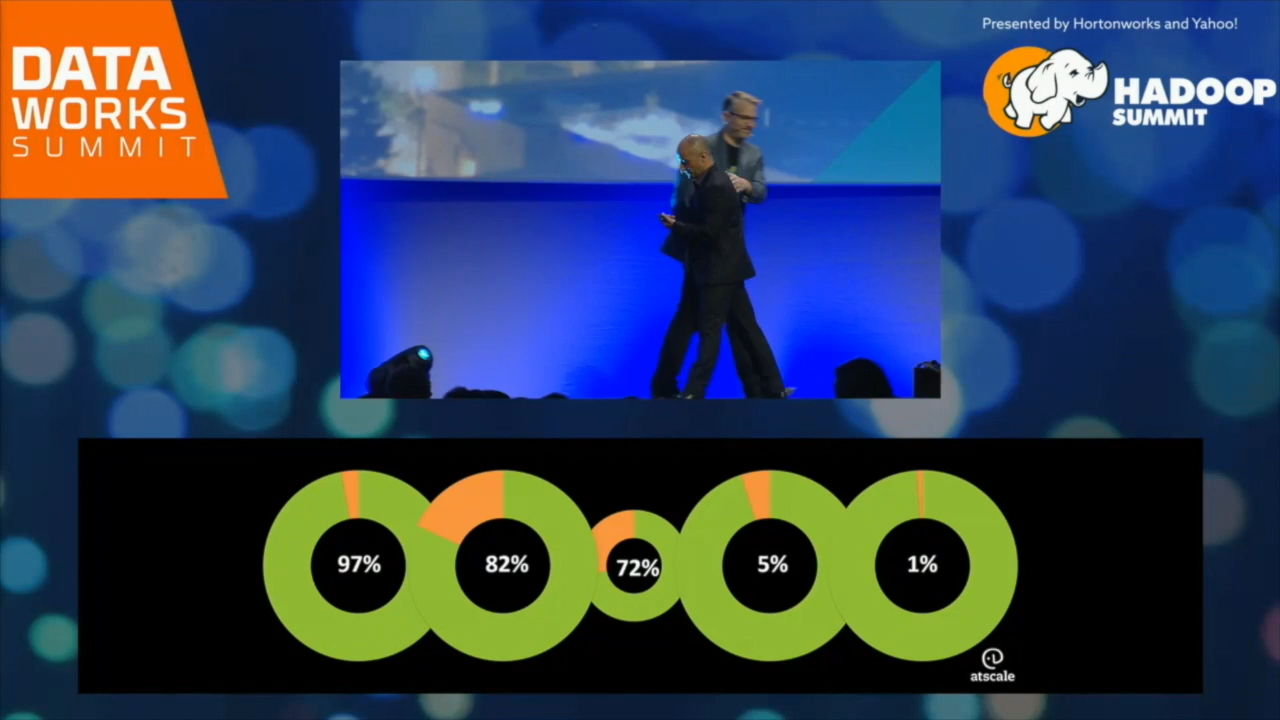 Presented by Hortonworks and Yahoo!
DATA
WORKS
SUMMIT
HADOOP
SUMMIT
97%
82%
72%
5%
1%
atscale